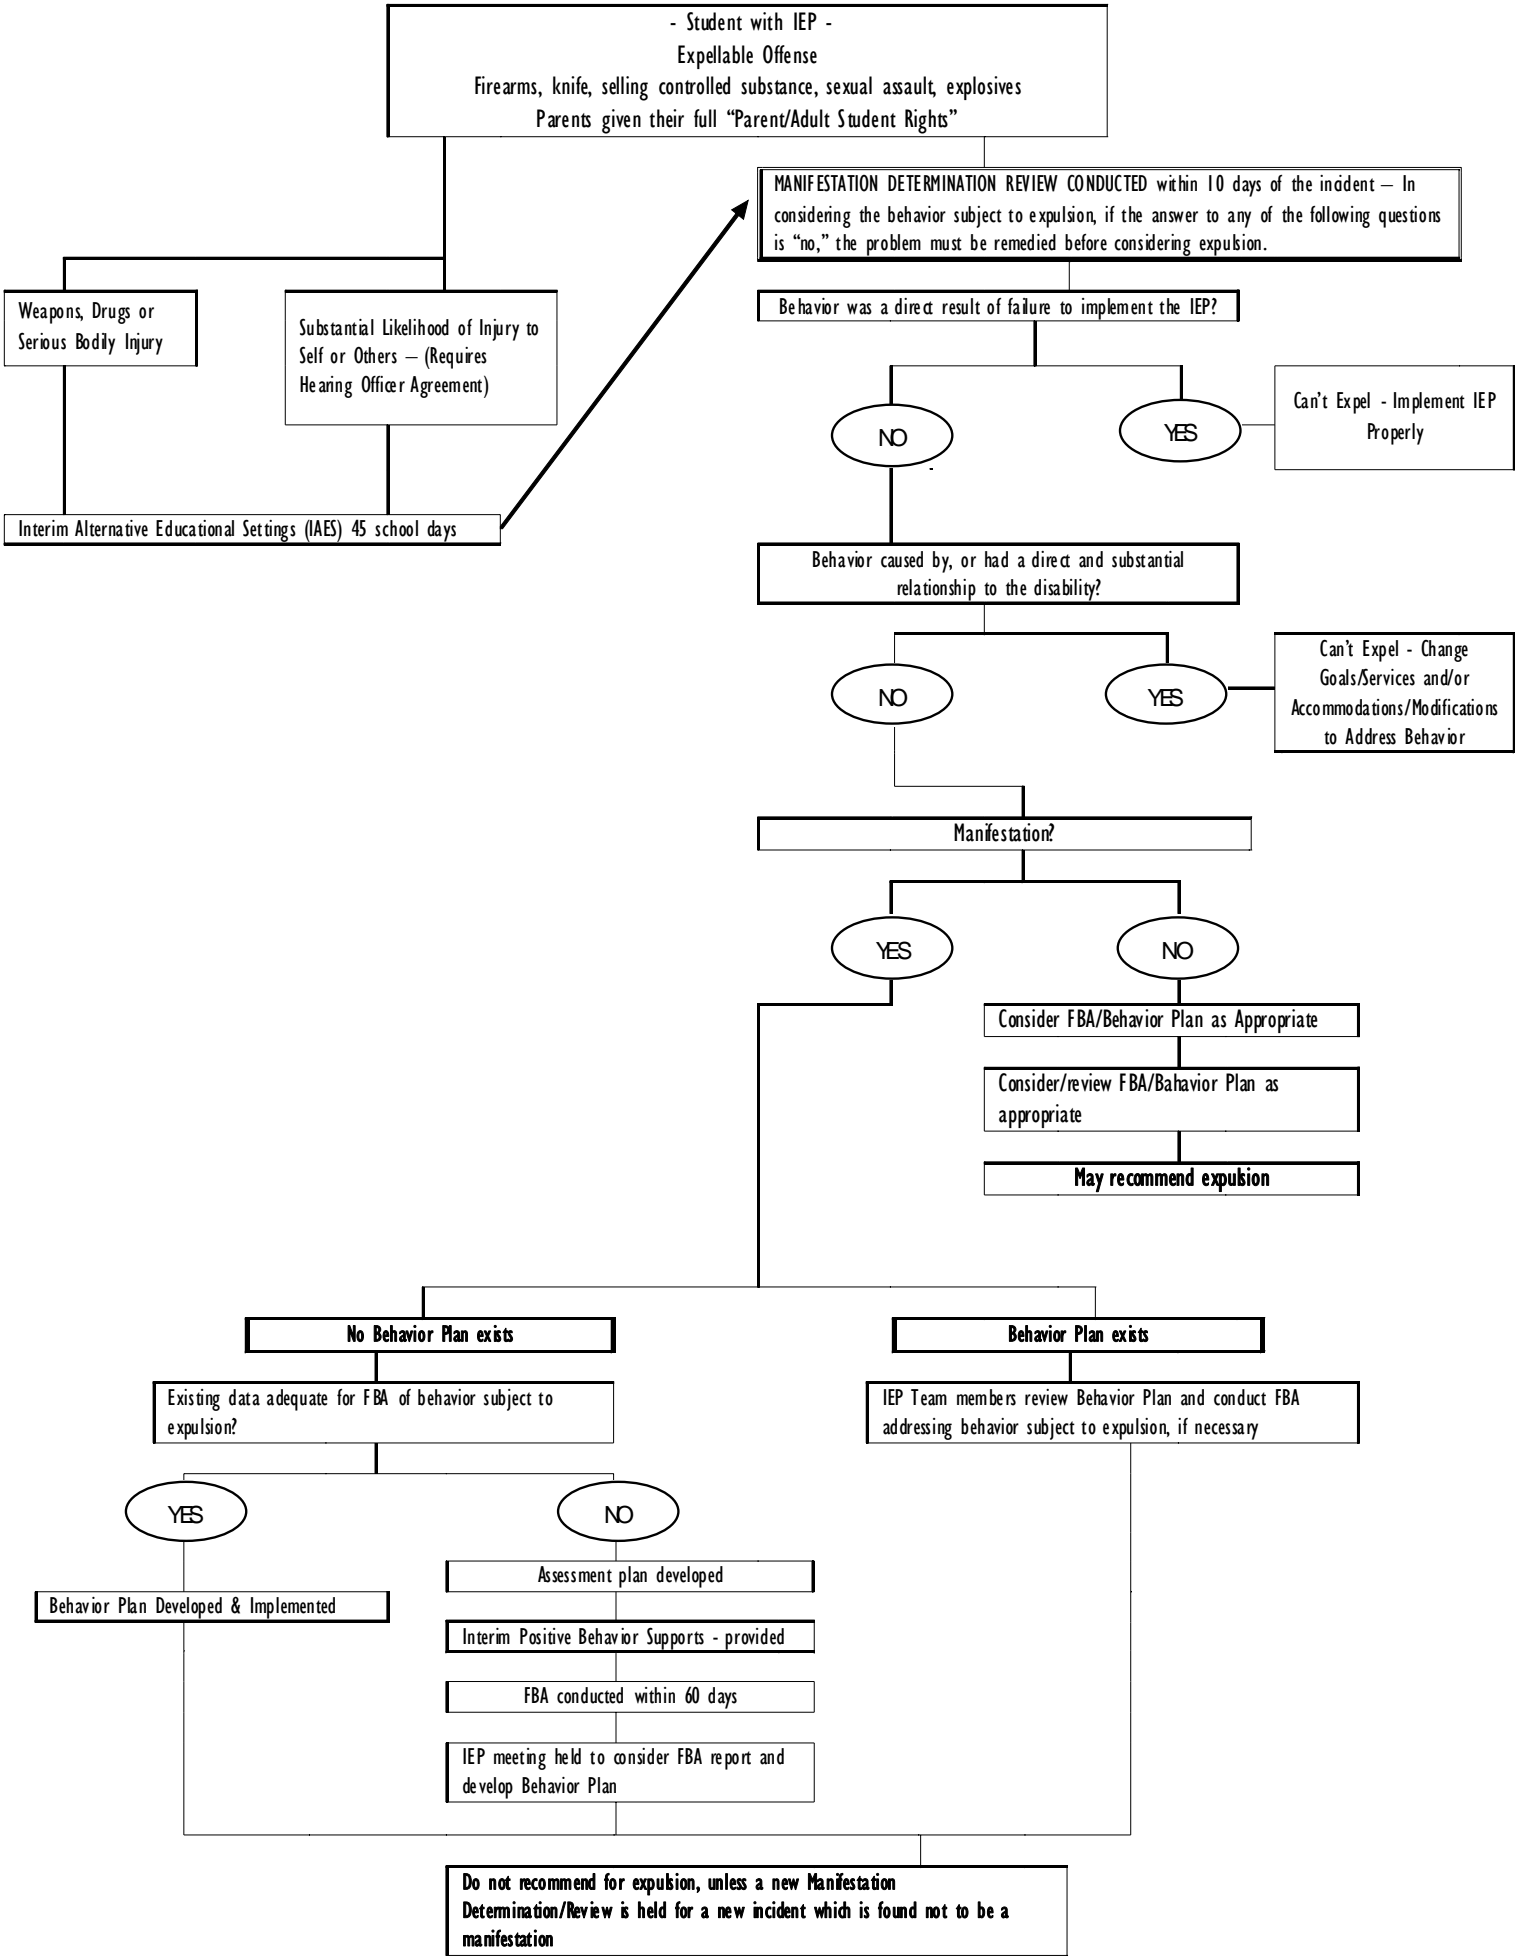 - Student with IEP -
Expellable Offense
Firearms, knife, selling controlled substance, sexual assault, explosives
Parents given their full “Parent/Adult Student Rights”
MANIFESTATION DETERMINATION REVIEW CONDUCTED within 10 days of the incident – In
considering the behavior subject to expulsion, if the answer to any of the following questions
is “no,” the problem must be remedied before considering expulsion.
Weapons, Drugs or
Serious Bodily Injury
Substantial Likelihood of Injury to
Self or Others – (Requires
Hearing Officer Agreement)
Interim Alternative Educational Settings (IAES) 45 school days
Behavior was a direct result of failure to implement the IEP?
NO
YES
Can’t Expel - Implement IEP
Properly
Behavior caused by, or had a direct and substantial
relationship to the disability?
NO
YES
Can’t Expel - Change
Goals/Services and/or
Accommodations/Modifications
to Address Behavior
Manifestation?
YES
NO
Consider FBA/Behavior Plan as Appropriate
Consider/review FBA/Bahavior Plan as
appropriate
May recommend expulsion
No Behavior Plan exists
Behavior Plan exists
Existing data adequate for FBA of behavior subject to
expulsion?
IEP Team members review Behavior Plan and conduct FBA
addressing behavior subject to expulsion, if necessary
YES
NO
Behavior Plan Developed & Implemented
Assessment plan developed
Interim Positive Behavior Supports - provided
FBA conducted within 60 days
IEP meeting held to consider FBA report and
develop Behavior Plan
Do not recommend for expulsion, unless a new Manifestation
Determination/Review is held for a new incident which is found not to be a
manifestation